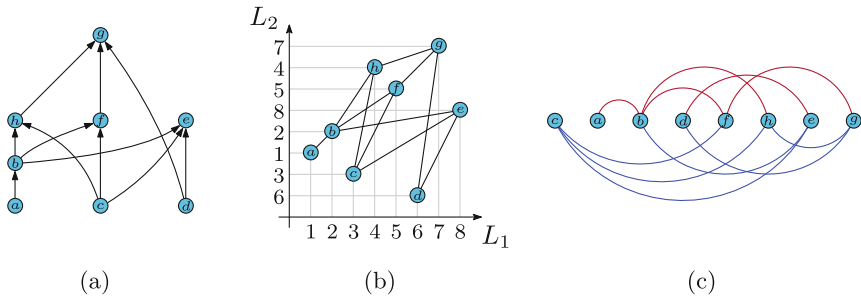 g
h f e
b
a c d
(a)
L₂
7 g
4 h
5 f
8 e
2 b
1 a
3 c
6 d
1 2 3 4 5 6 7 8 L₁
(b)
c a b d f h e g
(c)